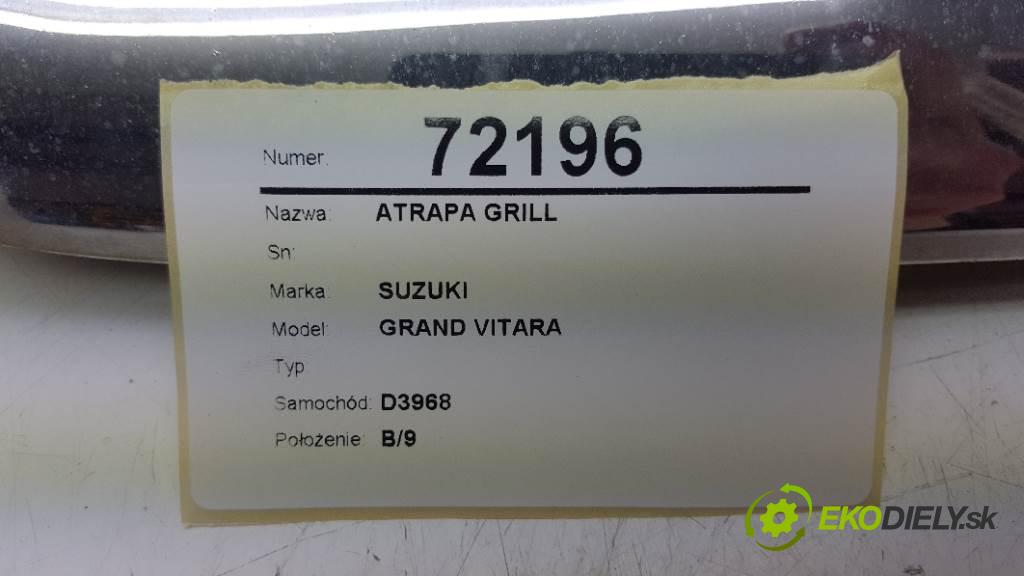 Numer: 72196
Nazwa: ATRAPA GRILL
Sn:
Marka: SUZUKI
Model: GRAND VITARA
Typ
Samochód: D3968
Położenie: B/9
EKODIELY.sk